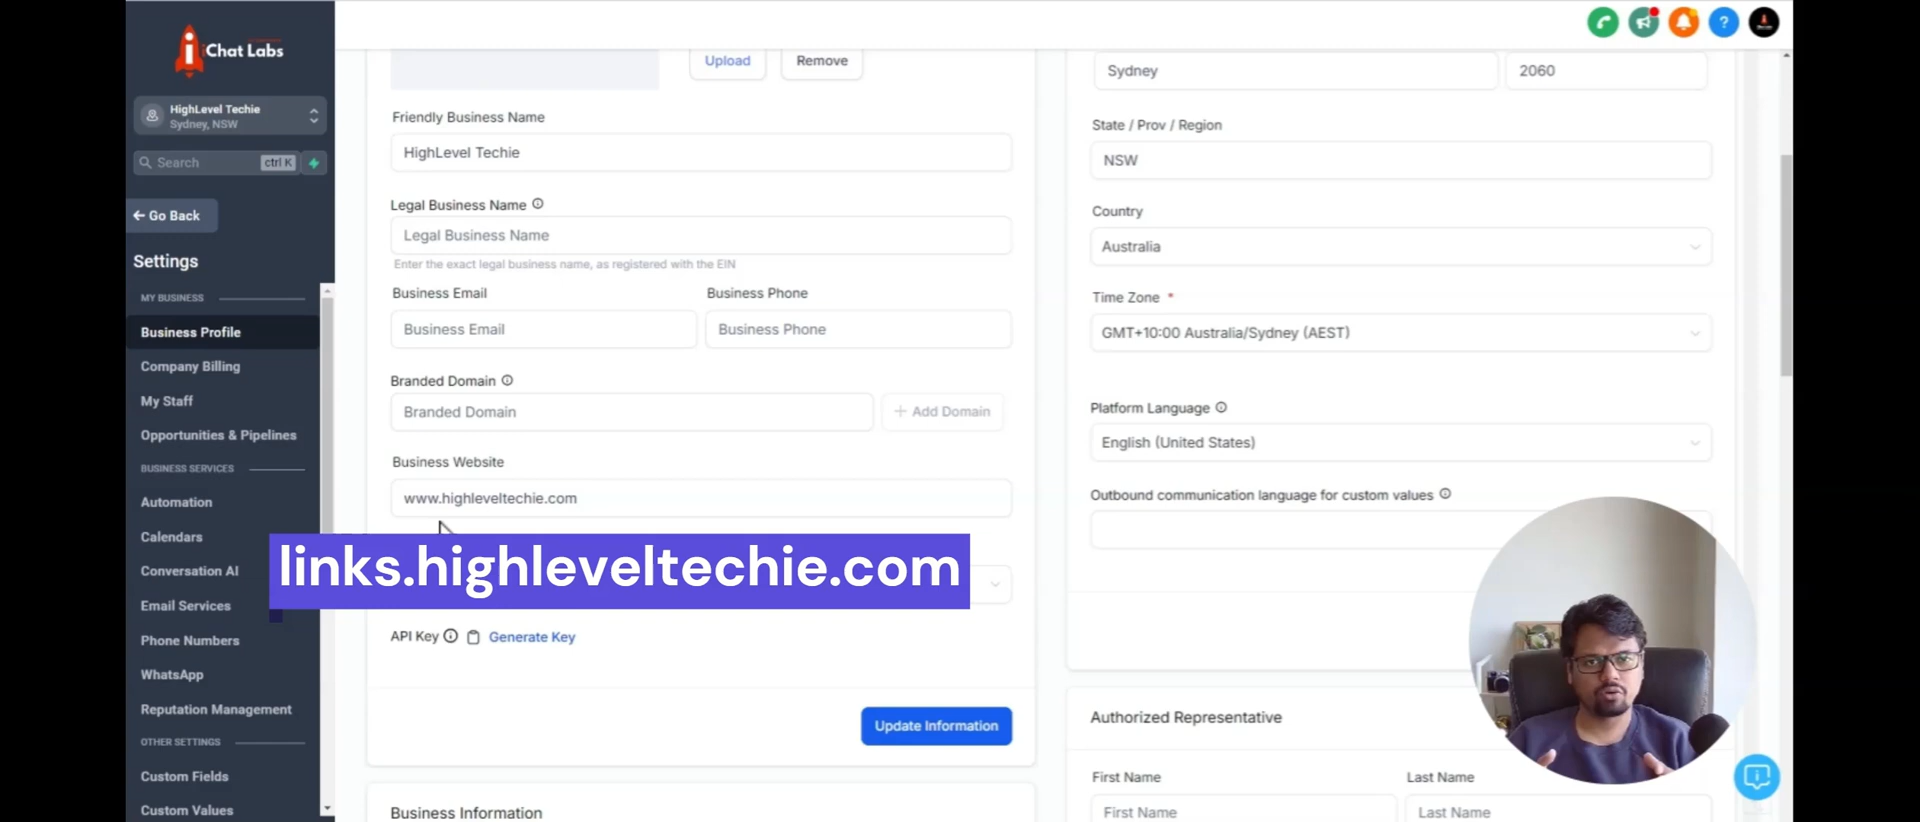 iChat Labs
HighLevel Techie
Sydney, NSW
Search
ctrl K
Go Back
Settings
MY BUSINESS
Business Profile
Company Billing
My Staff
Opportunities & Pipelines
BUSINESS SERVICES
Automation
Calendars
Conversation AI
Email Services
Phone Numbers
WhatsApp
Reputation Management
OTHER SETTINGS
Custom Fields
Custom Values
Upload
Remove
Friendly Business Name
HighLevel Techie
Legal Business Name
Legal Business Name
Enter the exact legal business name, as registered with the EIN
Business Email
Business Phone
Business Email
Business Phone
Branded Domain
Branded Domain
+ Add Domain
Business Website
www.highleveltechie.com
links.highleveltechie.com
API Key
Generate Key
Update Information
Business Information
Sydney
2060
State / Prov / Region
NSW
Country
Australia
Time Zone *
GMT+10:00 Australia/Sydney (AEST)
Platform Language
English (United States)
Outbound communication language for custom values
Authorized Representative
First Name
Last Name
First Name
Last Name